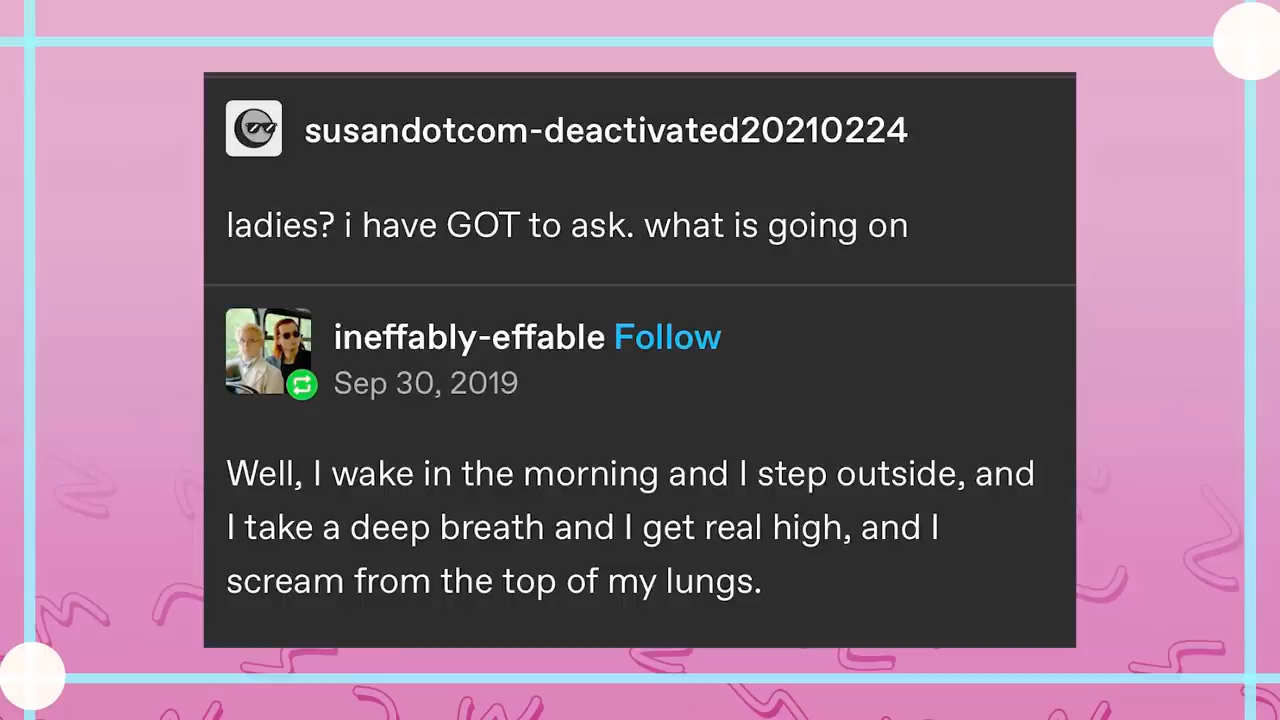 susandotcom-deactivated20210224
ladies? i have GOT to ask. what is going on
ineffably-effable Follow
Sep 30, 2019
Well, I wake in the morning and I step outside, and
I take a deep breath and I get real high, and I
scream from the top of my lungs.